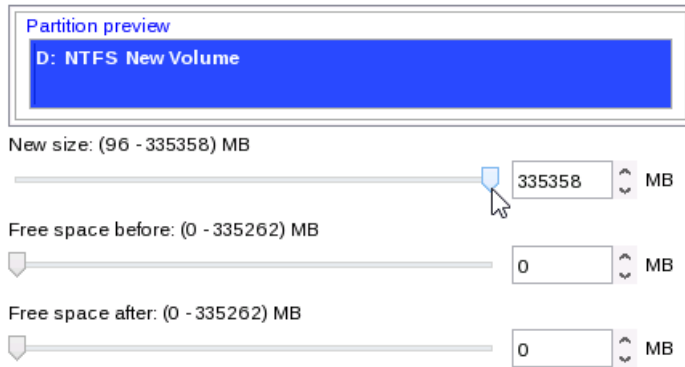 Partition preview
D: NTFS New Volume
New size: (96 - 335358) MB
335358 MB
Free space before: (0 - 335262) MB
0 MB
Free space after: (0 - 335262) MB
0 MB